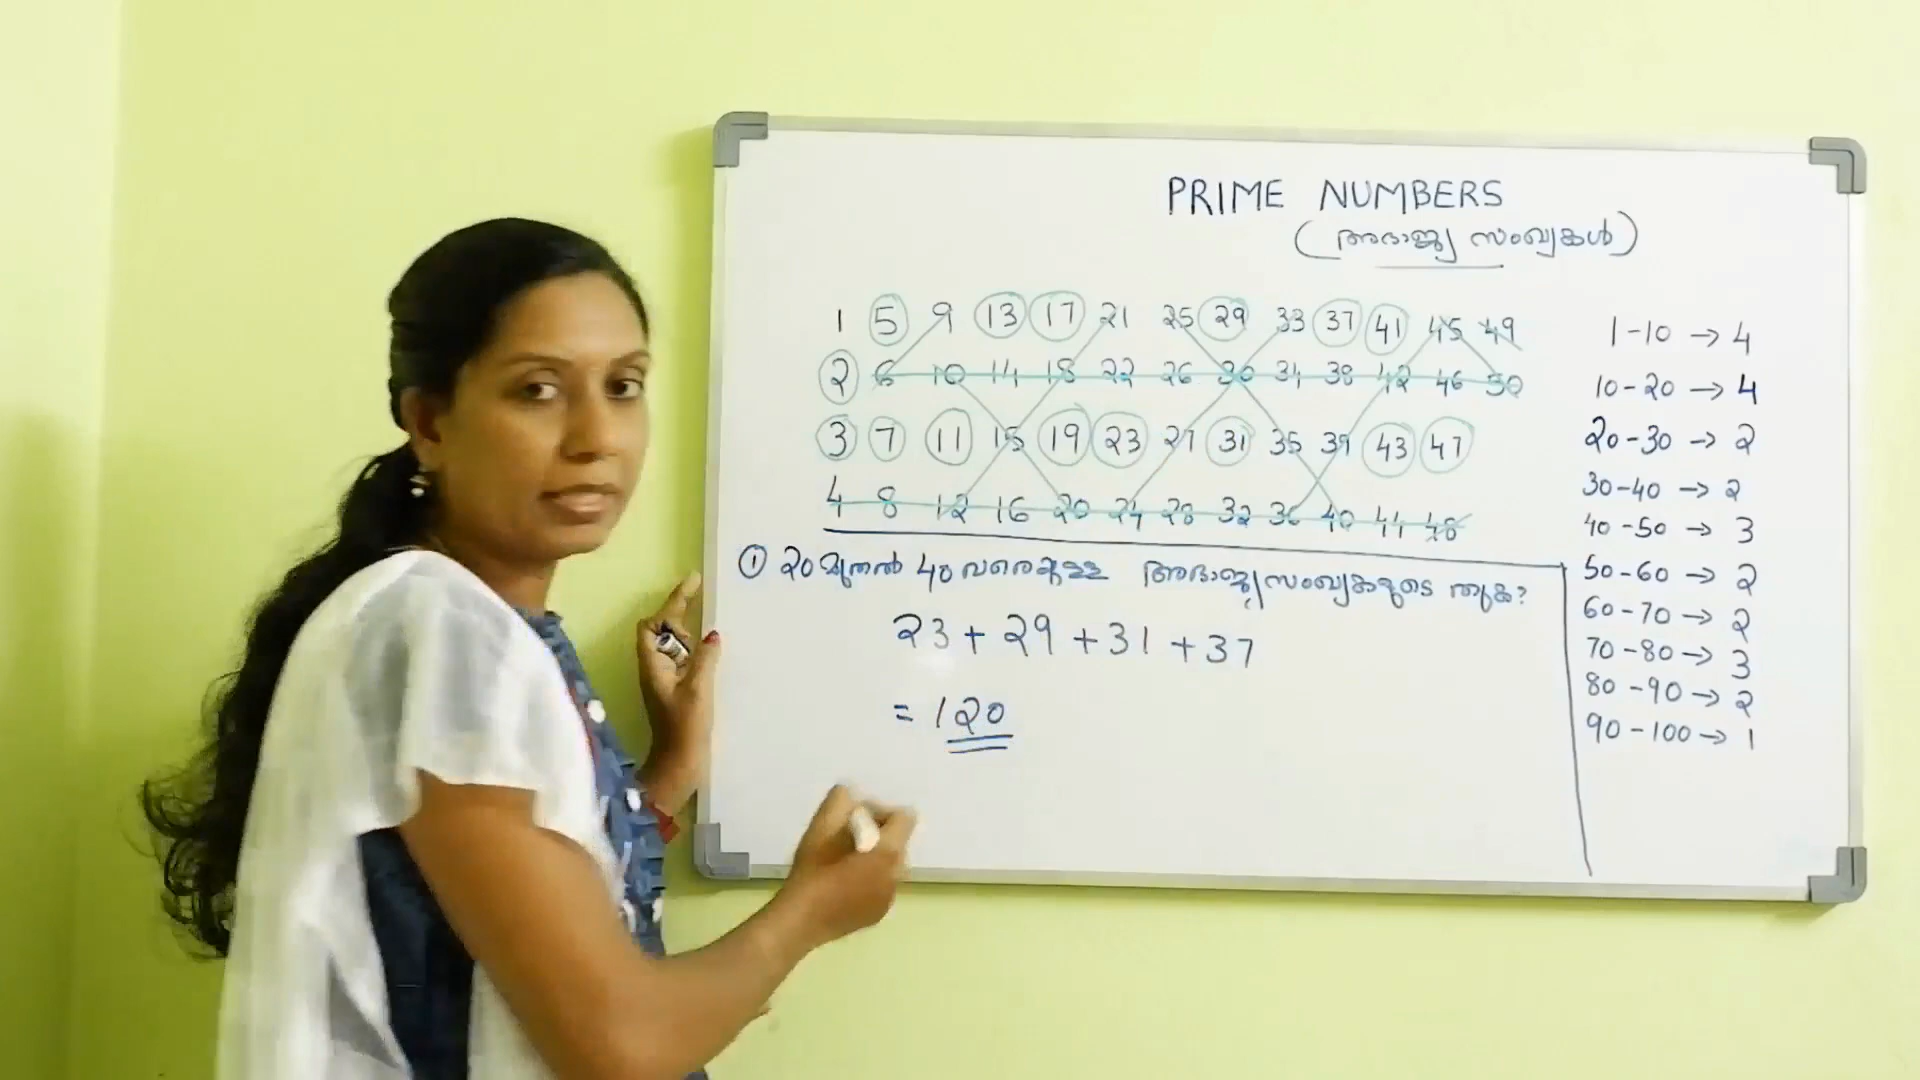 PRIME NUMBERS
(അഭാജ്യ സംഖ്യകൾ)
1 5 9 13 17 21 25 29 33 37 41 45 49
2 6 10 14 18 22 26 30 34 38 42 46 50
3 7 11 15 19 23 27 31 35 39 43 47
4 8 12 16 20 24 28 32 36 40 44 48
① 20 മുതൽ 40 വരെയുള്ള അഭാജ്യസംഖ്യകളുടെ തുക?
23 + 29 + 31 + 37
= 120
1-10 → 4
10-20 → 4
20-30 → 2
30-40 → 2
40-50 → 3
50-60 → 2
60-70 → 2
70-80 → 3
80-90 → 2
90-100 → 1